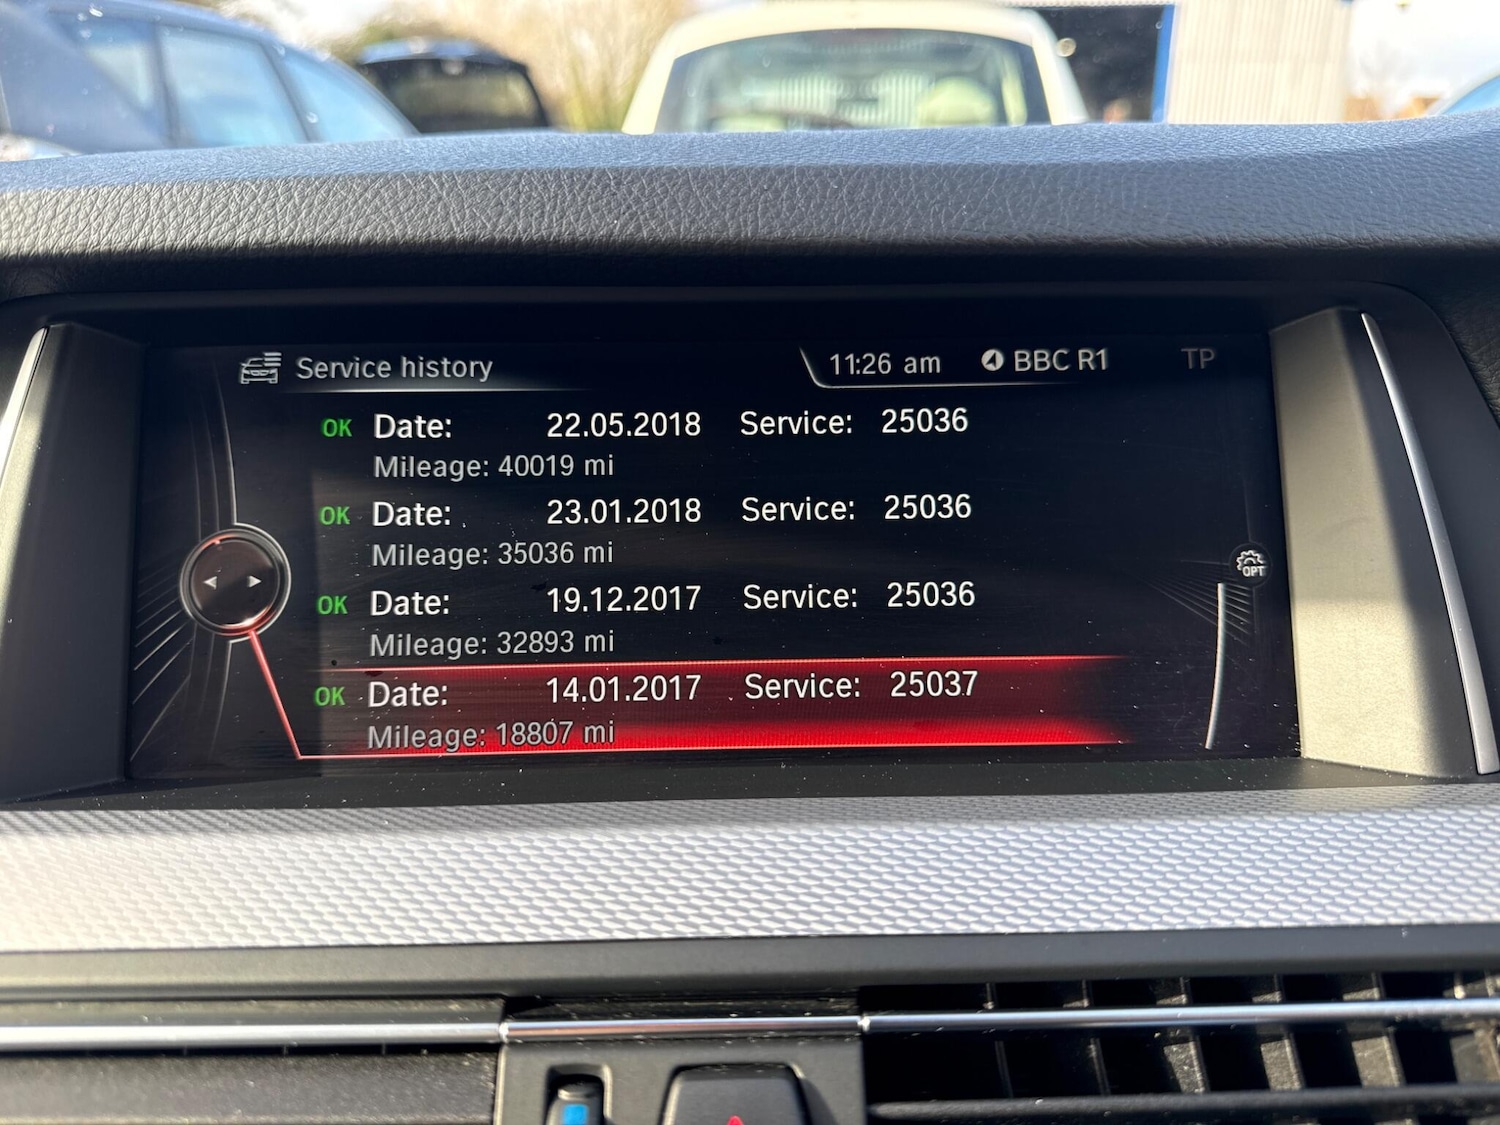 Service history 11:26 am BBC R1 TP
OK Date: 22.05.2018 Service: 25036
Mileage: 40019 mi
OK Date: 23.01.2018 Service: 25036
Mileage: 35036 mi
OPT
OK Date: 19.12.2017 Service: 25036
Mileage: 32893 mi
OK Date: 14.01.2017 Service: 25037
Mileage: 18807 mi